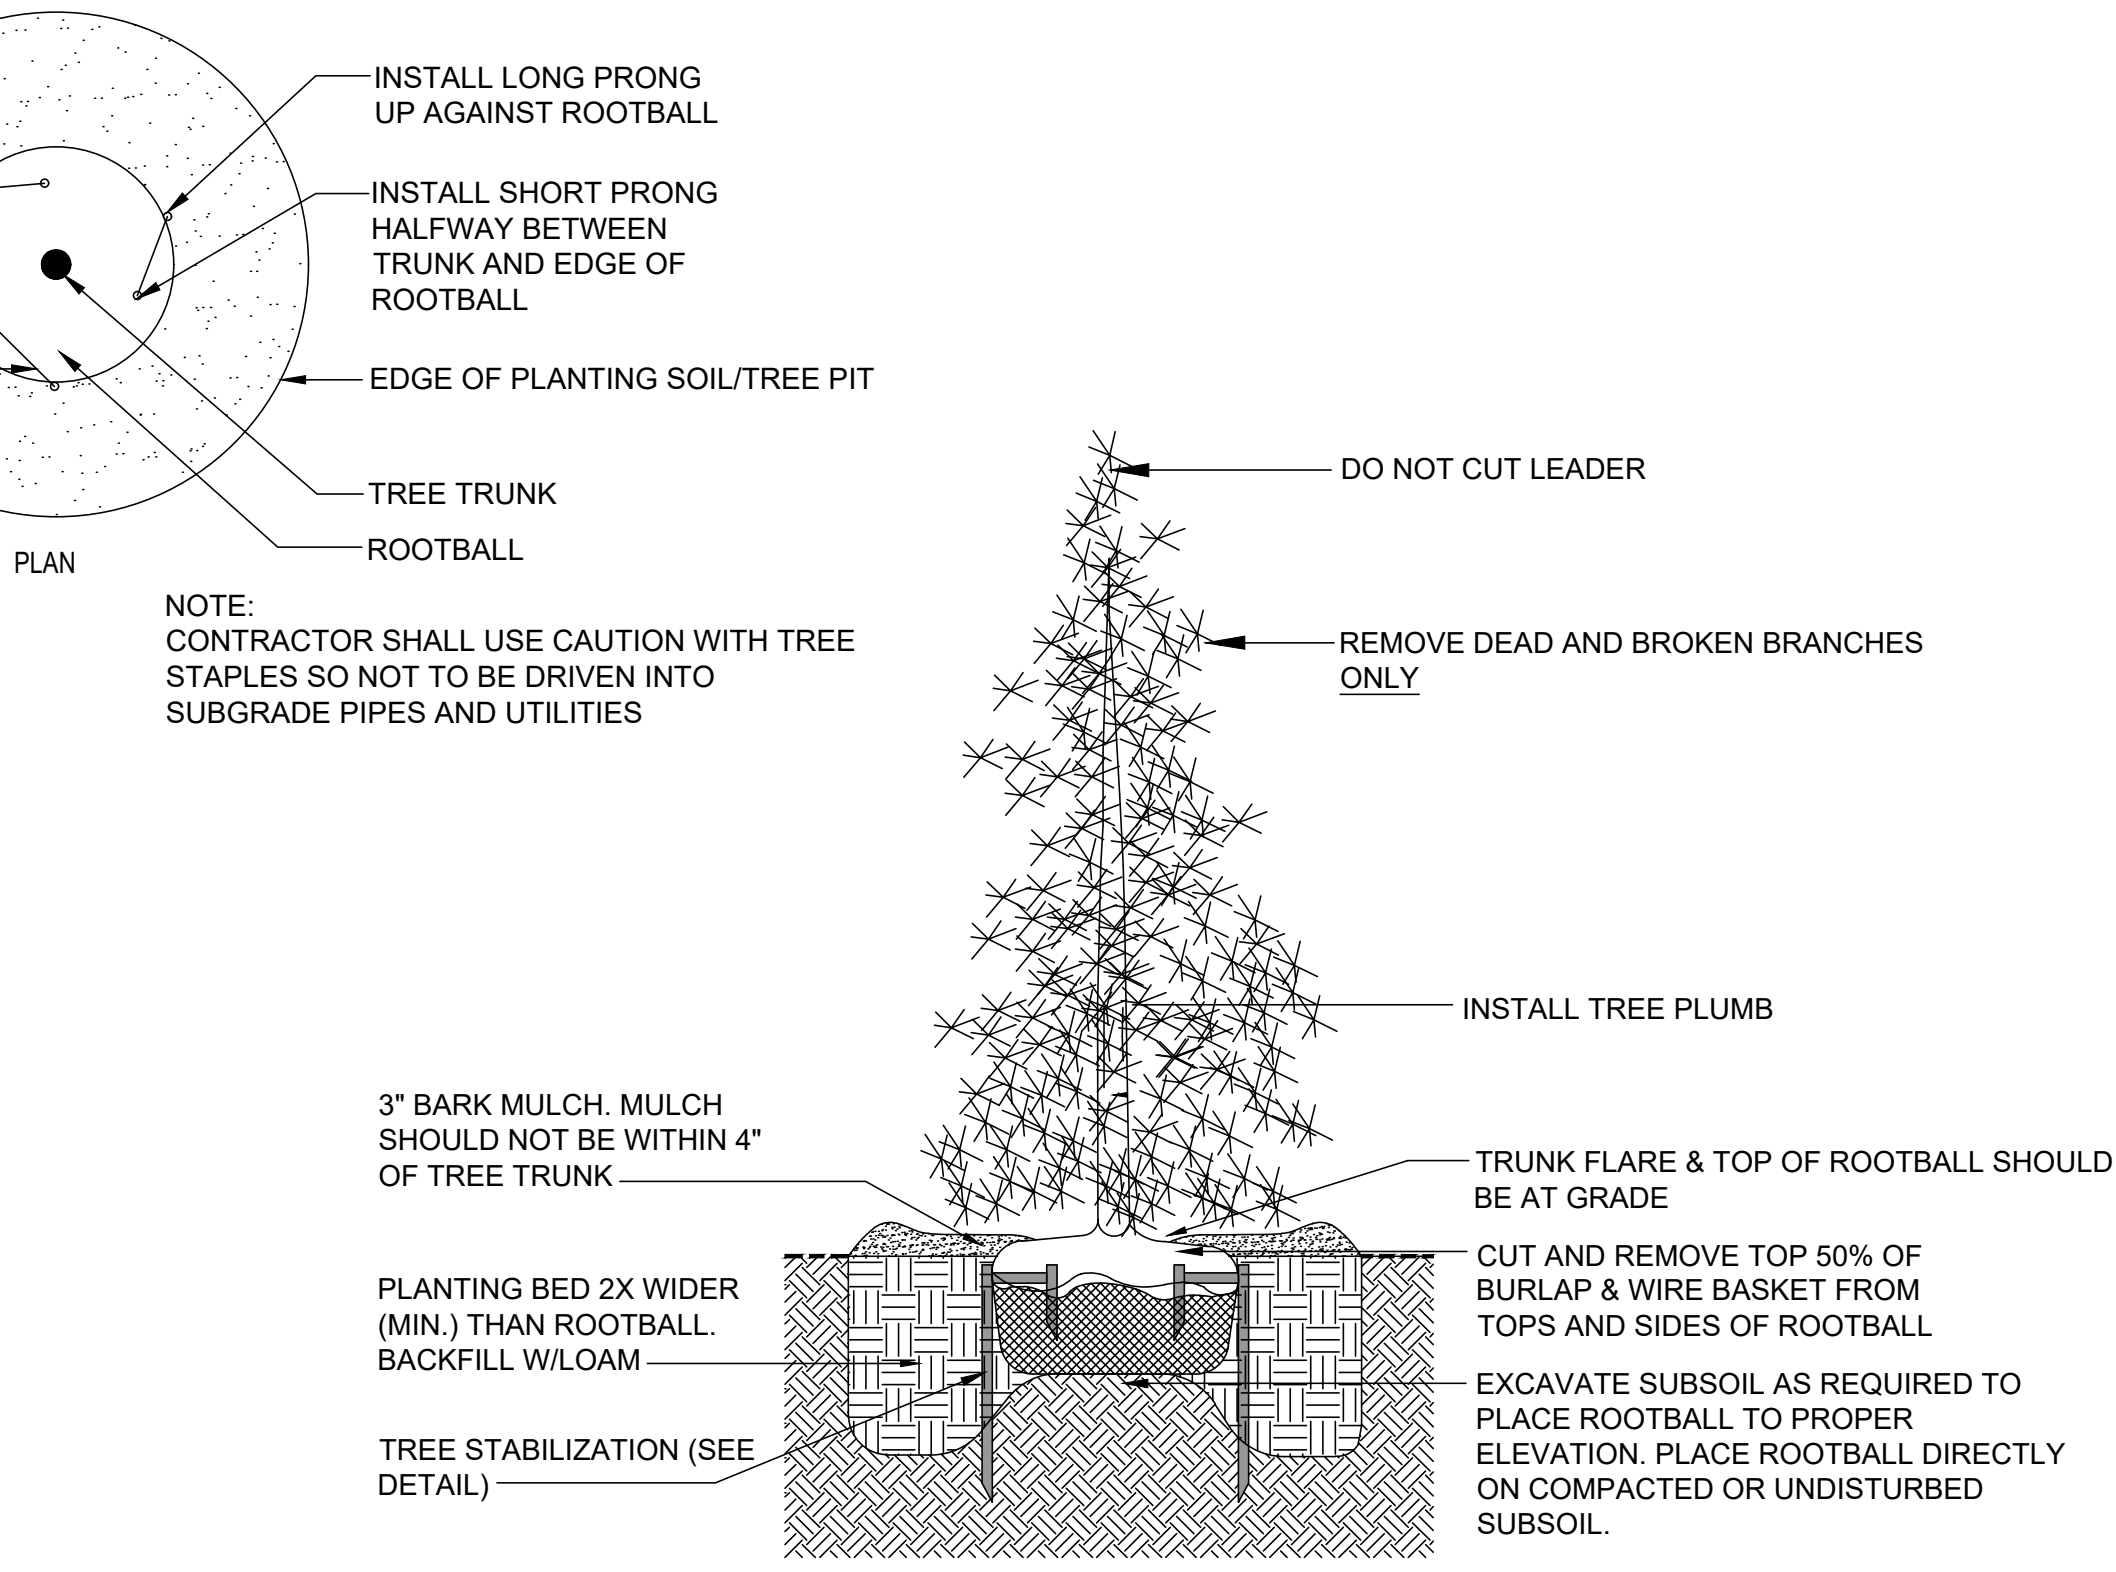 INSTALL LONG PRONG
UP AGAINST ROOTBALL
INSTALL SHORT PRONG
HALFWAY BETWEEN
TRUNK AND EDGE OF
ROOTBALL
EDGE OF PLANTING SOIL/TREE PIT
TREE TRUNK
ROOTBALL
PLAN
NOTE:
CONTRACTOR SHALL USE CAUTION WITH TREE
STAPLES SO NOT TO BE DRIVEN INTO
SUBGRADE PIPES AND UTILITIES
DO NOT CUT LEADER
REMOVE DEAD AND BROKEN BRANCHES
ONLY
INSTALL TREE PLUMB
3" BARK MULCH. MULCH
SHOULD NOT BE WITHIN 4"
OF TREE TRUNK
PLANTING BED 2X WIDER
(MIN.) THAN ROOTBALL.
BACKFILL W/LOAM
TREE STABILIZATION (SEE
DETAIL)
TRUNK FLARE & TOP OF ROOTBALL SHOULD
BE AT GRADE
CUT AND REMOVE TOP 50% OF
BURLAP & WIRE BASKET FROM
TOPS AND SIDES OF ROOTBALL
EXCAVATE SUBSOIL AS REQUIRED TO
PLACE ROOTBALL TO PROPER
ELEVATION. PLACE ROOTBALL DIRECTLY
ON COMPACTED OR UNDISTURBED
SUBSOIL.